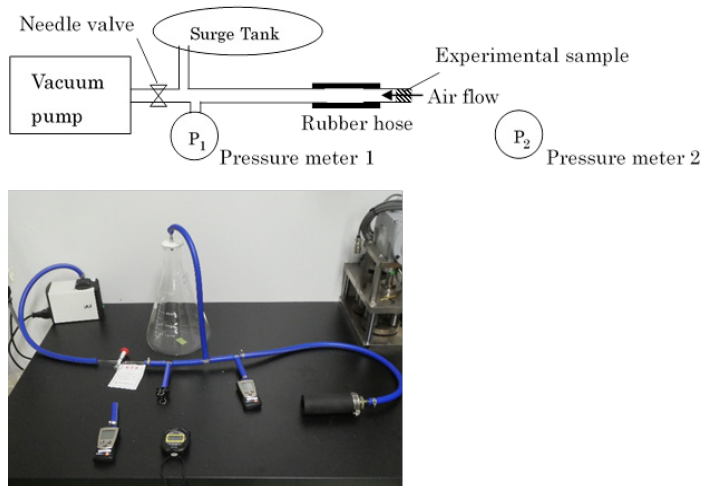 Needle valve
Surge Tank
Experimental sample
Vacuum
pump
Air flow
Rubber hose
P1
Pressure meter 1
P2
Pressure meter 2